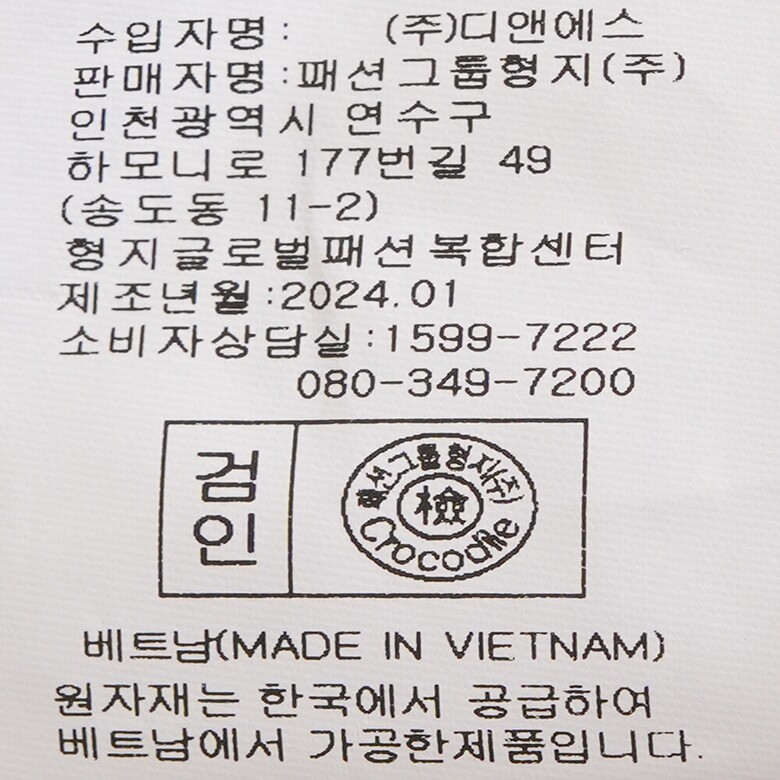 수입자명: (주)디앤에스
판매자명:패션그룹형지(주)
인천광역시 연수구
하모니로 177번길 49
(송도동 11-2)
형지글로벌패션복합센터
제조년월:2024.01
소비자상담실:1599-7222
080-349-7200
검인
패션그룹형지(주)
檢
Crocodile
베트남(MADE IN VIETNAM)
원자재는 한국에서 공급하여
베트남에서 가공한제품입니다.